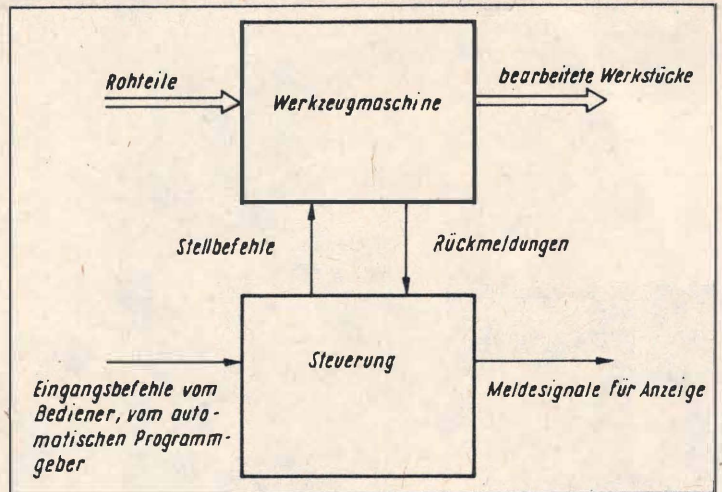 Rohteile
Werkzeugmaschine
bearbeitete Werkstücke
Stellbefehle
Rückmeldungen
Steuerung
Eingangsbefehle vom
Bediener, vom auto-
matischen Programm-
geber
Meldesignale für Anzeige